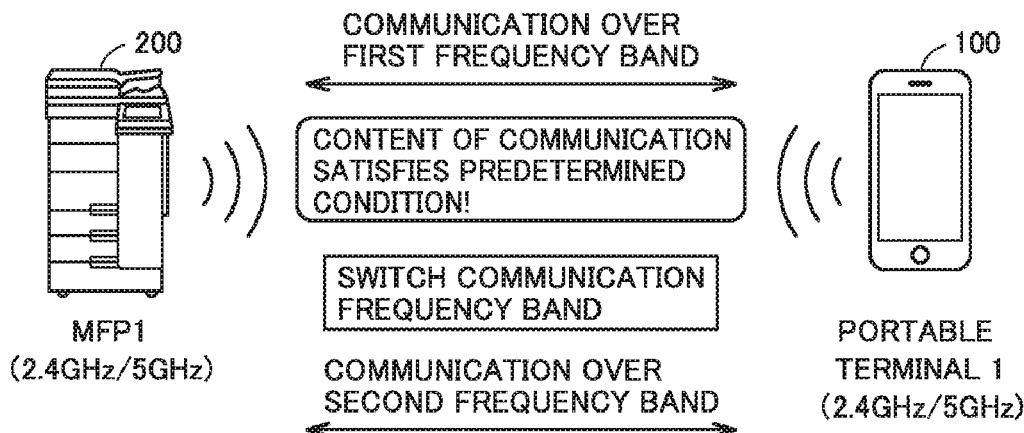 200
COMMUNICATION OVER
FIRST FREQUENCY BAND
100
CONTENT OF COMMUNICATION
SATISFIES PREDETERMINED
CONDITION!
SWITCH COMMUNICATION
FREQUENCY BAND
MFP1
(2.4GHz/5GHz)
COMMUNICATION OVER
SECOND FREQUENCY BAND
PORTABLE
TERMINAL 1
(2.4GHz/5GHz)